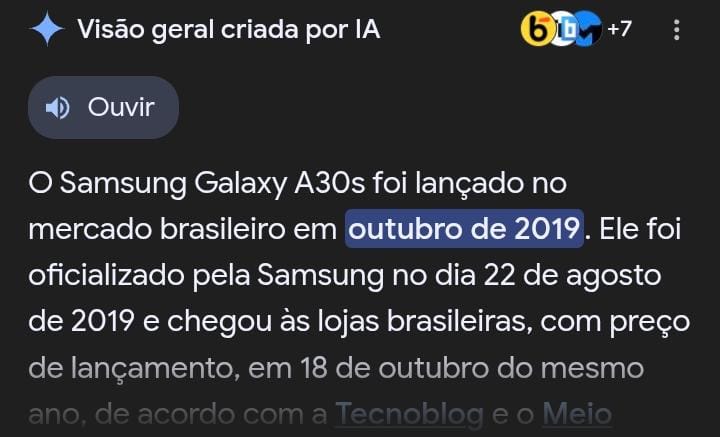 Visão geral criada por IA
+7
Ouvir
O Samsung Galaxy A30s foi lançado no
mercado brasileiro em outubro de 2019. Ele foi
oficializado pela Samsung no dia 22 de agosto
de 2019 e chegou às lojas brasileiras, com preço
de lançamento, em 18 de outubro do mesmo
ano, de acordo com a Tecnoblog e o Meio